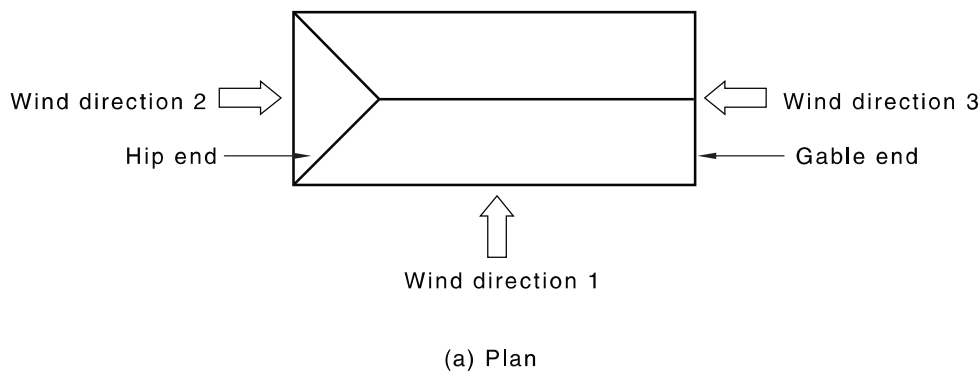 Wind direction 2
Wind direction 3
Hip end
Gable end
Wind direction 1
(a) Plan